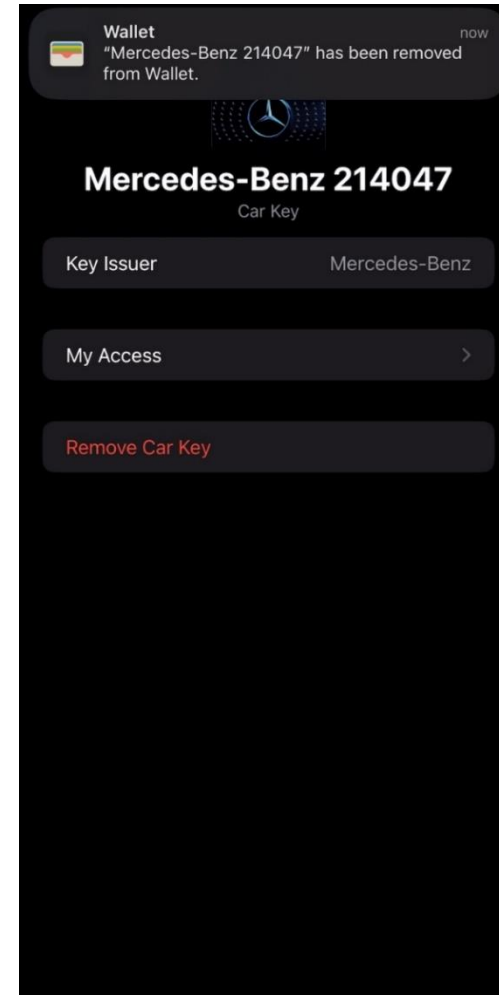 Wallet
now
“Mercedes-Benz 214047” has been removed
from Wallet.
Mercedes-Benz 214047
Car Key
Key Issuer
Mercedes-Benz
My Access
Remove Car Key